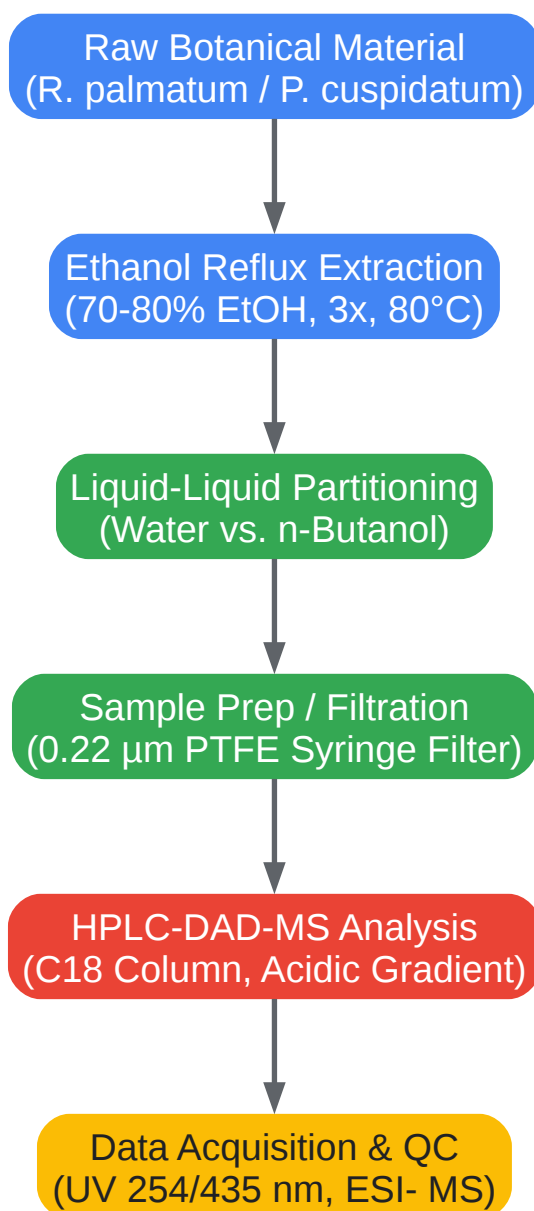 Raw Botanical Material
(R. palmatum / P. cuspidatum)
Ethanol Reflux Extraction
(70-80% EtOH, 3x, 80°C)
Liquid-Liquid Partitioning
(Water vs. n-Butanol)
Sample Prep / Filtration
(0.22 µm PTFE Syringe Filter)
HPLC-DAD-MS Analysis
(C18 Column, Acidic Gradient)
Data Acquisition & QC
(UV 254/435 nm, ESI- MS)